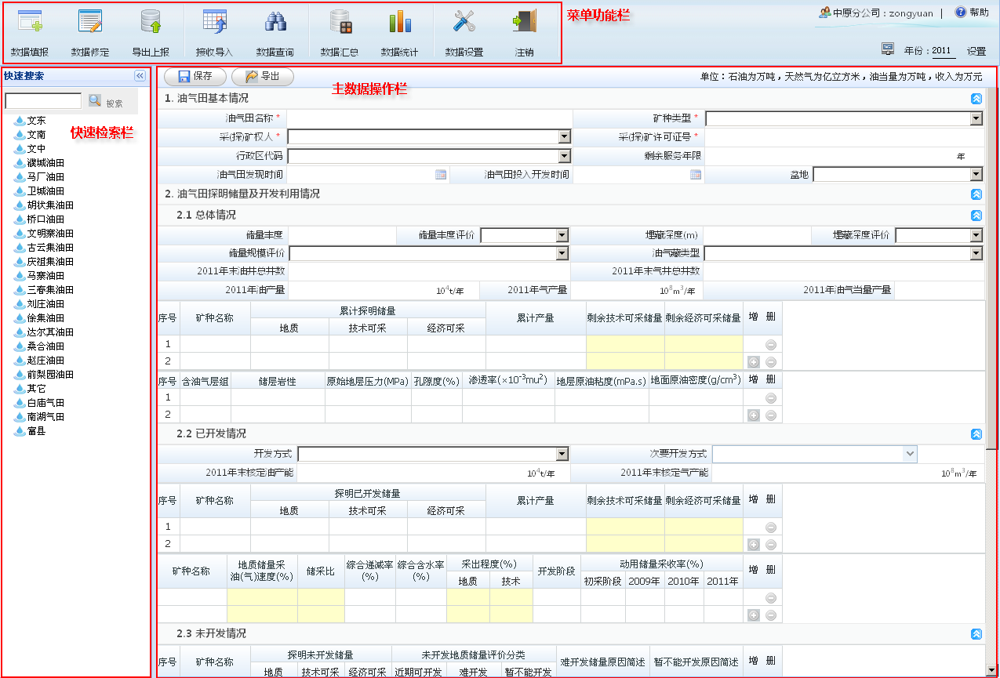 数据填报 数据修定 导出上报 接收导入 数据查询 数据汇总 数据统计 数据设置 注销
菜单功能栏
中原分公司：zongyuan | 帮助
年份：2011 设置
快速搜索
搜索
快速检索栏
文东
文南
文中
濮城油田
马厂油田
卫城油田
胡状集油田
桥口油田
文明寨油田
古云集油田
庆祖集油田
马寨油田
三春集油田
刘庄油田
徐集油田
达尔其油田
桑合油田
赵庄油田
前梨园油田
其它
白庙气田
南湖气田
富县
保存 导出
主数据操作栏
单位：石油为万吨，天然气为亿立方米，油当量为万吨，收入为万元
1. 油气田基本情况
油气田名称 * 矿种类型 *
采(探)矿权人 * 采(探)矿许可证号 *
行政区代码 剩余服务年限 年
油气田发现时间 油气田投入开发时间 盆地
2. 油气田探明储量及开发利用情况
2.1 总体情况
储量丰度 储量丰度评价 埋藏深度(m) 埋藏深度评价
储量规模评价 油气藏类型
2011年末油井总井数 2011年末气井总井数
2011年油产量 10⁴t/年 2011年气产量 10⁸m³/年 2011年油气当量产量
序号 矿种名称 累计探明储量 累计产量 剩余技术可采储量 剩余经济可采储量 增 删
地质 技术可采 经济可采
1
2
序号 含油气层组 储层岩性 原始地层压力(MPa) 孔隙度(%) 渗透率(×10⁻³mu²) 地层原油粘度(mPa.s) 地面原油密度(g/cm³) 增 删
1
2
2.2 已开发情况
开发方式 次要开发方式
2011年末核定油产能 10⁴t/年 2011年末核定气产能 10⁸m³/年
序号 矿种名称 探明已开发储量 累计产量 剩余技术可采储量 剩余经济可采储量 增 删
地质 技术可采 经济可采
1
2
矿种名称 地质储量采油(气)速度(%) 储采比 综合递减率(%) 综合含水率(%) 采出程度(%) 开发阶段 动用储量采收率(%) 增 删
地质 技术 初采阶段 2009年 2010年 2011年
2.3 未开发情况
序号 矿种名称 探明未开发储量 未开发地质储量评价分类 难开发储量原因简述 暂不能开发原因简述 增 删
地质 技术可采 经济可采 近期可开发 难开发 暂不能开发